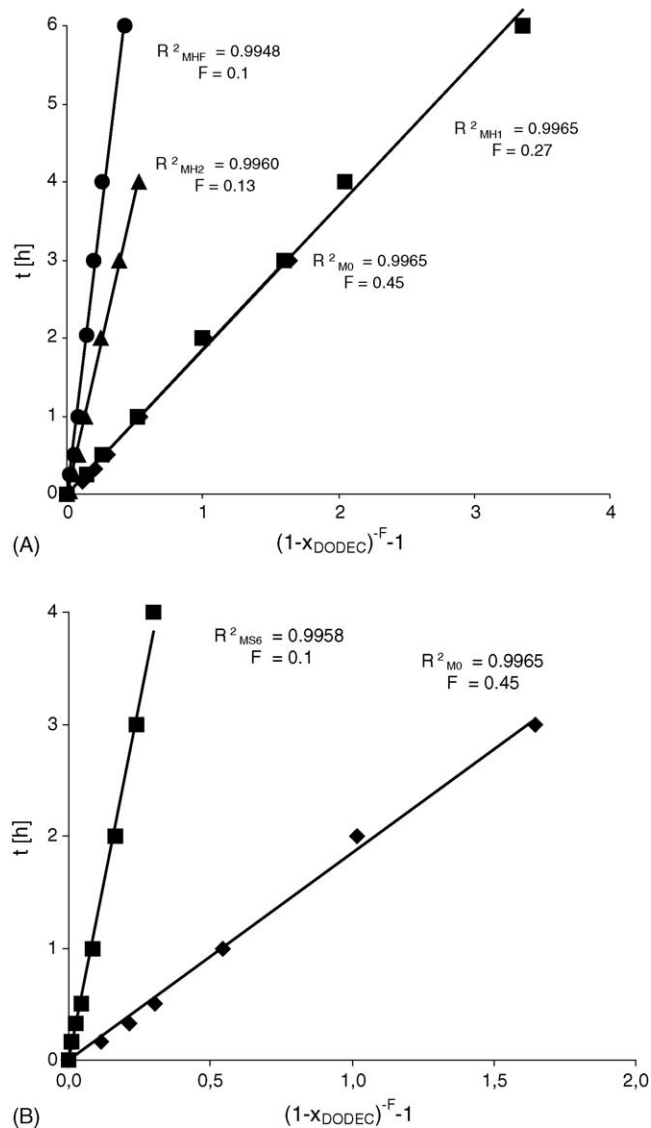 6
5
4
3
2
1
0
t [h]
R²MHF = 0.9948
F = 0.1
R²MH2 = 0.9960
F = 0.13
R²MH1 = 0.9965
F = 0.27
R²M0 = 0.9965
F = 0.45
0 1 2 3 4
(A) (1-xDODEC)-F-1
4
3
2
1
0
t [h]
R²MS6 = 0.9958
F = 0.1
R²M0 = 0.9965
F = 0.45
0,0 0,5 1,0 1,5 2,0
(B) (1-xDODEC)-F-1